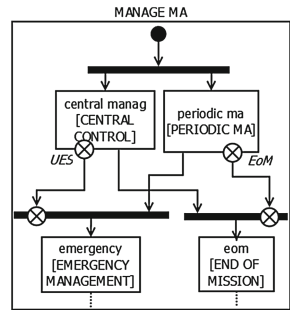 MANAGE MA
central manag
[CENTRAL
CONTROL]
periodic ma
[PERIODIC MA]
UES
EoM
emergency
[EMERGENCY
MANAGEMENT]
eom
[END OF
MISSION]